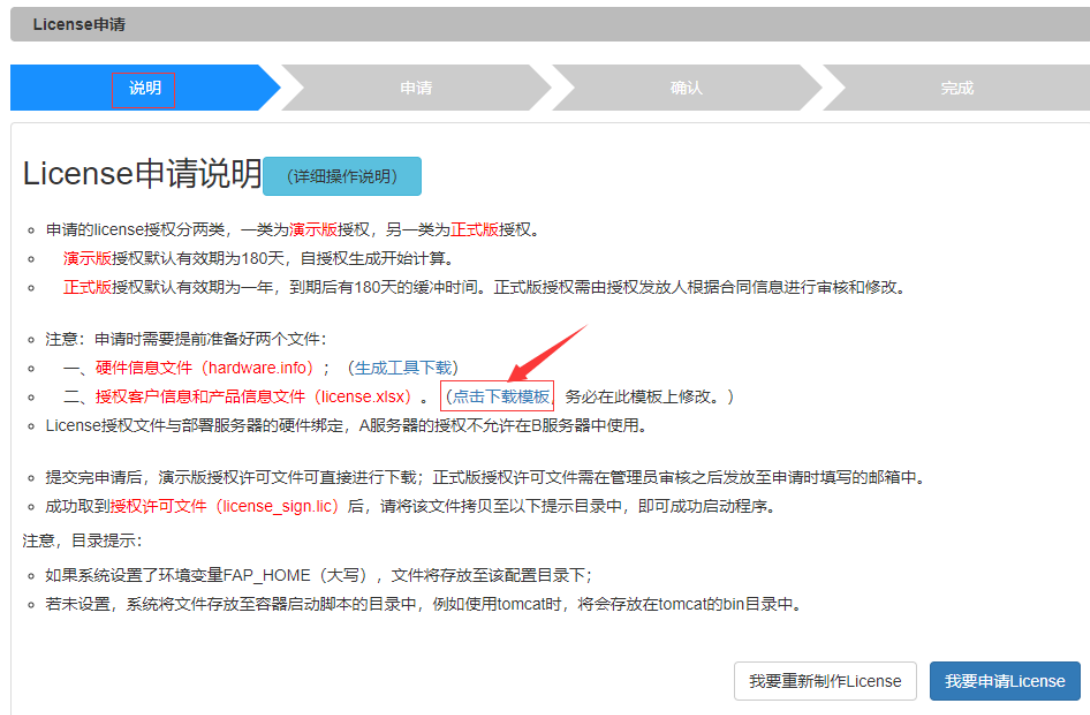 License申请
说明
申请
确认
完成
License申请说明 （详细操作说明）
申请的license授权分两类，一类为演示版授权，另一类为正式版授权。
演示版授权默认有效期为180天，自授权生成开始计算。
正式版授权默认有效期为一年，到期后有180天的缓冲时间。正式版授权需由授权发放人根据合同信息进行审核和修改。
注意：申请时需要提前准备好两个文件：
一、硬件信息文件（hardware.info）；（生成工具下载）
二、授权客户信息和产品信息文件（license.xlsx）。（点击下载模板，务必在此模板上修改。）
License授权文件与部署服务器的硬件绑定，A服务器的授权不允许在B服务器中使用。
提交完申请后，演示版授权许可文件可直接进行下载；正式版授权许可文件需在管理员审核之后发放至申请时填写的邮箱中。
成功取到授权许可文件（license_sign.lic）后，请将该文件拷贝至以下提示目录中，即可成功启动程序。
注意，目录提示：
如果系统设置了环境变量FAP_HOME（大写），文件将存放至该配置目录下；
若未设置，系统将文件存放至容器启动脚本的目录中，例如使用tomcat时，将会存放在tomcat的bin目录中。
我要重新制作License
我要申请License